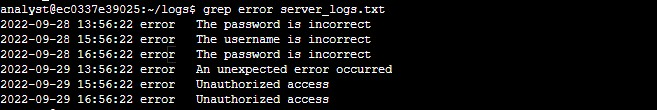 analyst@ec0337e39025:~/logs$ grep error server_logs.txt
2022-09-28 13:56:22 error   The password is incorrect
2022-09-28 15:56:22 error   The username is incorrect
2022-09-28 16:56:22 error   The password is incorrect
2022-09-29 13:56:22 error   An unexpected error occurred
2022-09-29 15:56:22 error   Unauthorized access
2022-09-29 16:56:22 error   Unauthorized access